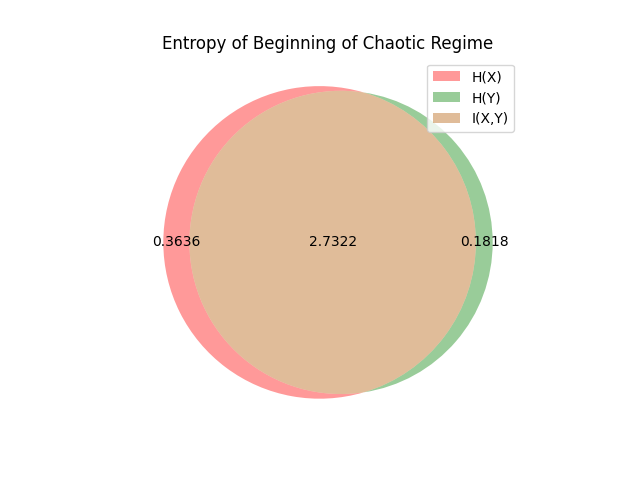 Entropy of Beginning of Chaotic Regime
H(X)
H(Y)
I(X,Y)
0.3636
2.7322
0.1818